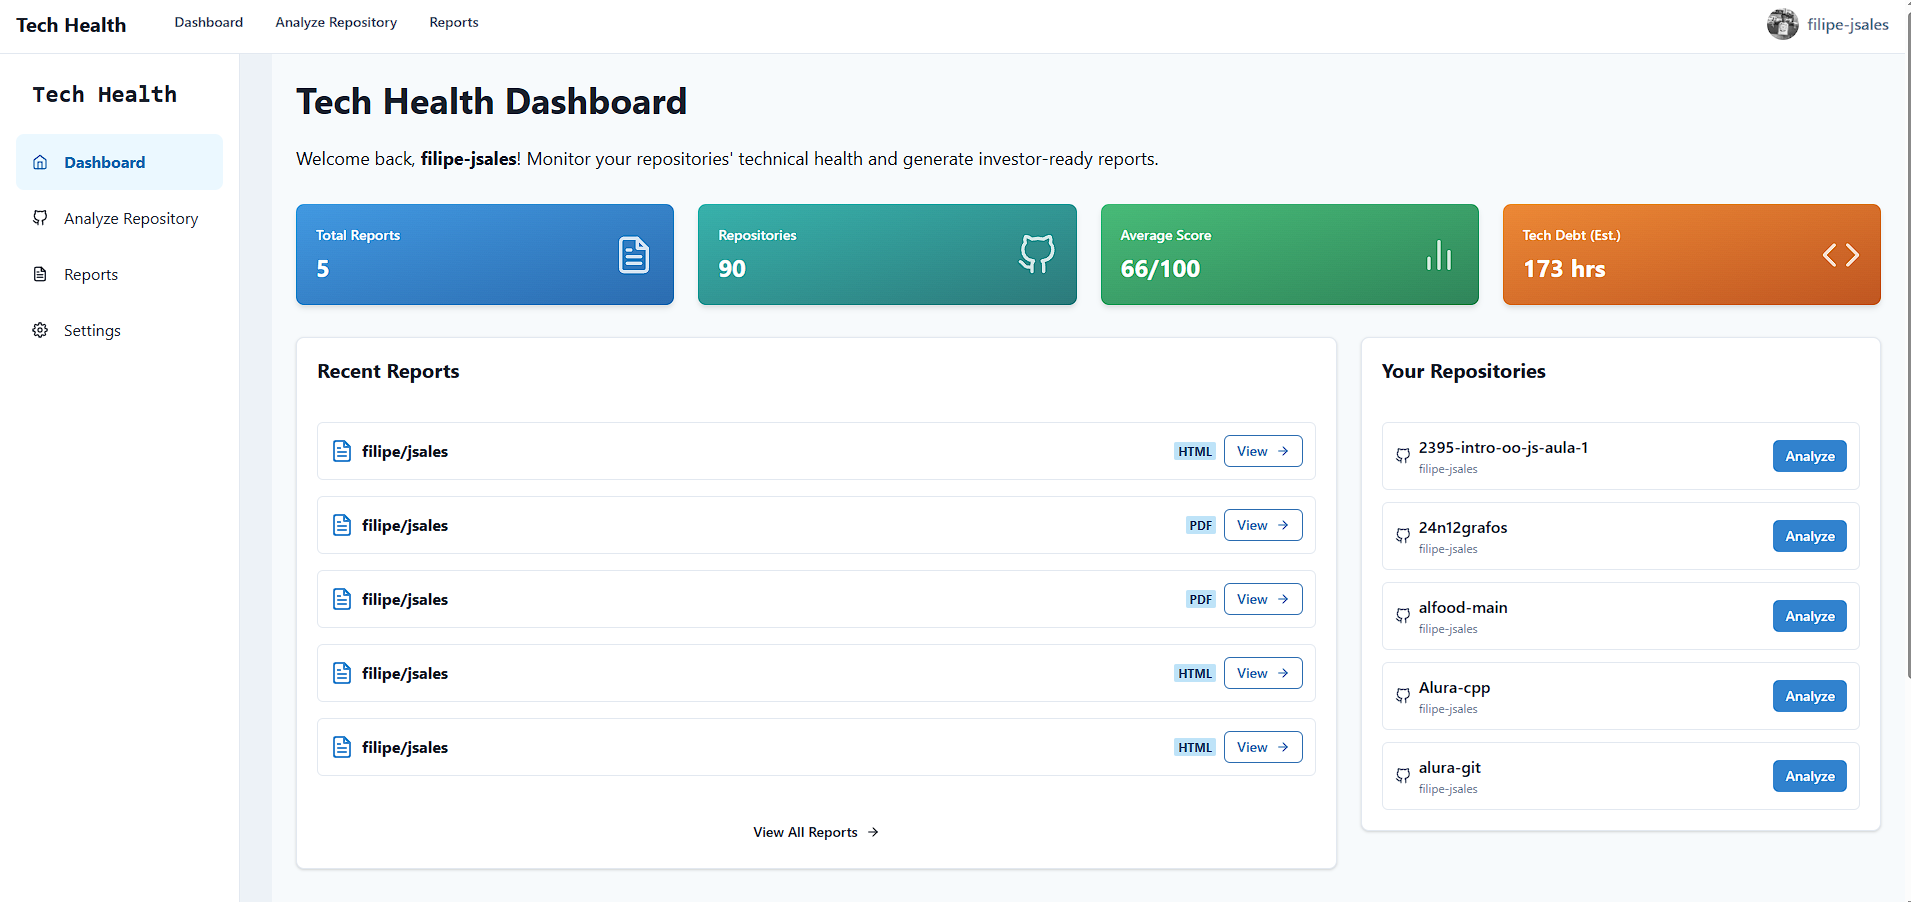 Tech Health
Dashboard
Analyze Repository
Reports
filipe-jsales
Tech Health
Dashboard
Analyze Repository
Reports
Settings
Tech Health Dashboard
Welcome back, filipe-jsales! Monitor your repositories' technical health and generate investor-ready reports.
Total Reports
5
Repositories
90
Average Score
66/100
Tech Debt (Est.)
173 hrs
Recent Reports
filipe/jsales HTML View
filipe/jsales PDF View
filipe/jsales PDF View
filipe/jsales HTML View
filipe/jsales HTML View
View All Reports
Your Repositories
2395-intro-oo-js-aula-1
filipe-jsales
Analyze
24n12grafos
filipe-jsales
Analyze
alfood-main
filipe-jsales
Analyze
Alura-cpp
filipe-jsales
Analyze
alura-git
filipe-jsales
Analyze